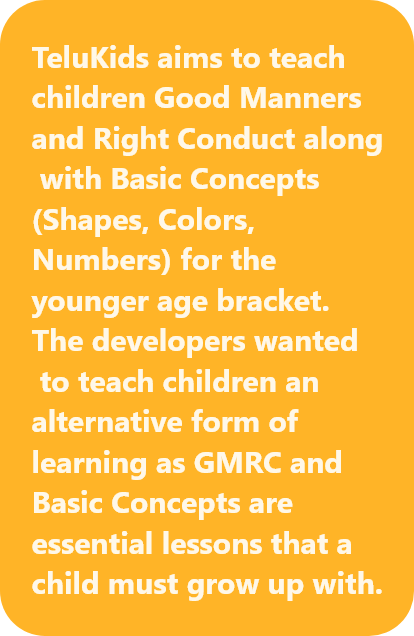 TeluKids aims to teach
children Good Manners
and Right Conduct along
with Basic Concepts
(Shapes, Colors,
Numbers) for the
younger age bracket.
The developers wanted
to teach children an
alternative form of
learning as GMRC and
Basic Concepts are
essential lessons that a
child must grow up with.